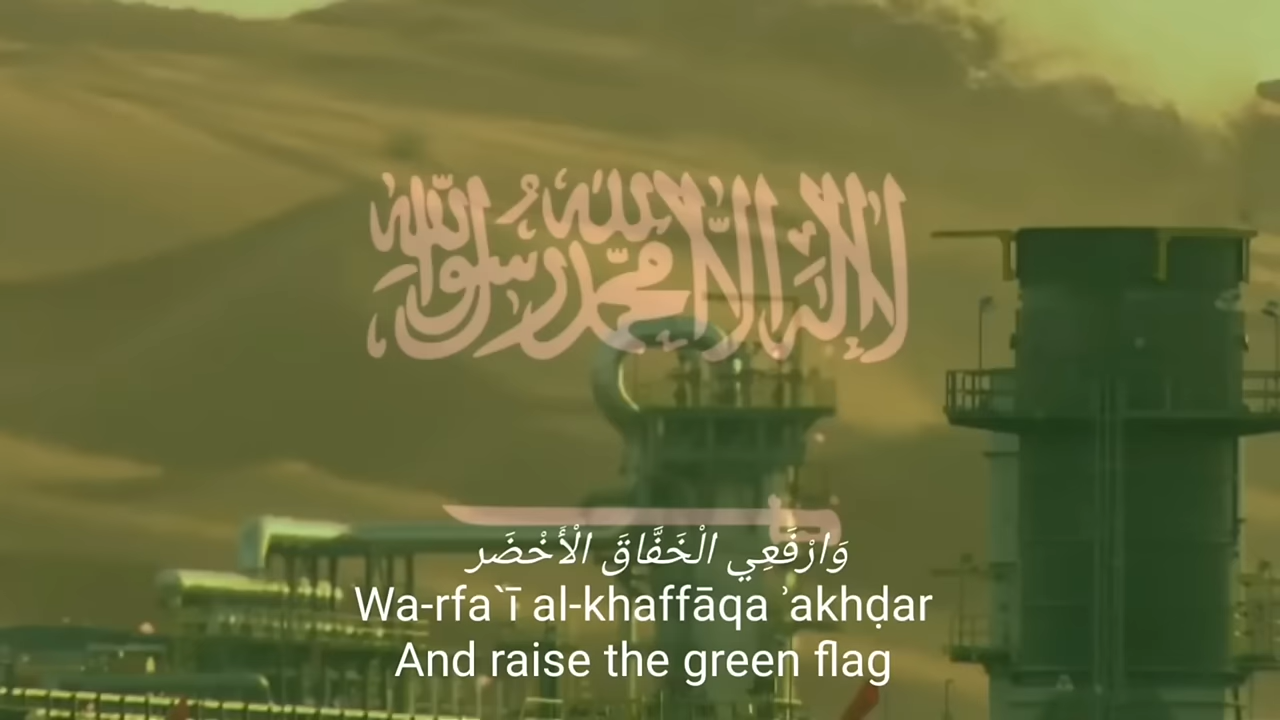 لا إله إلا الله محمد رسول الله
وَارْفَعِي الْخَفَّاقَ الْأَخْضَر
Wa-rfa`ī al-khaffāqa ʾakhḍar
And raise the green flag